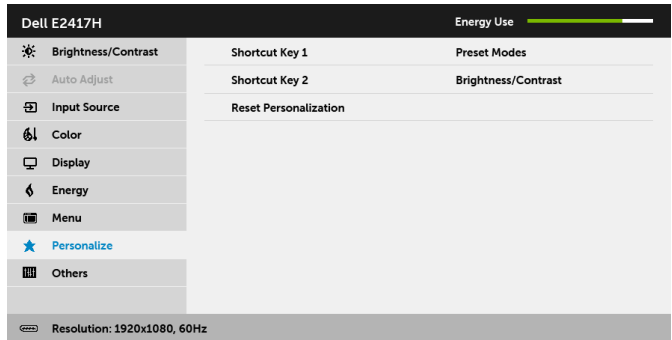 Dell E2417H
Energy Use
Brightness/Contrast
Shortcut Key 1
Preset Modes
Auto Adjust
Shortcut Key 2
Brightness/Contrast
Input Source
Reset Personalization
Color
Display
Energy
Menu
Personalize
Others
Resolution: 1920x1080, 60Hz